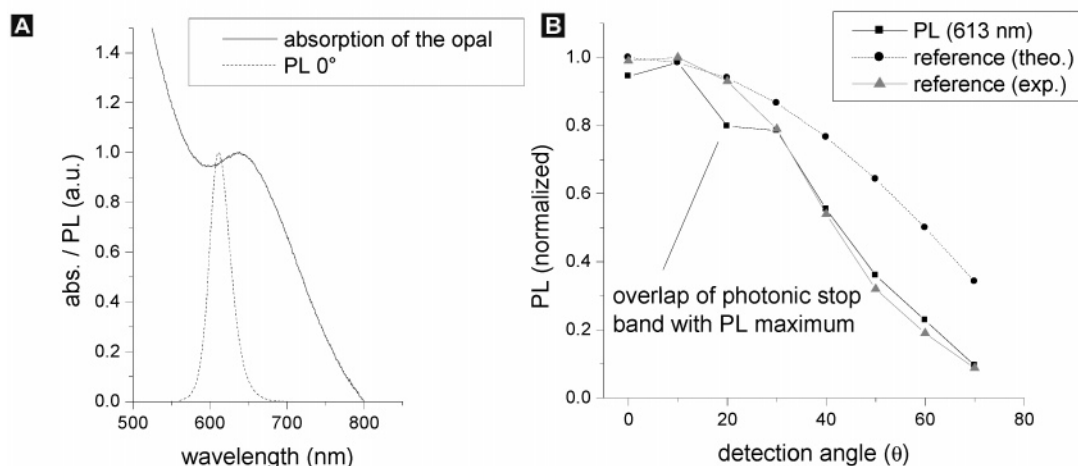 A
absorption of the opal
PL 0°
1.4
1.2
1.0
0.8
0.6
0.4
0.2
0.0
abs. / PL (a.u.)
500
600
700
800
wavelength (nm)
B
PL (613 nm)
reference (theo.)
reference (exp.)
1.0
0.8
0.6
0.4
0.2
0.0
PL (normalized)
overlap of photonic stop
band with PL maximum
0
20
40
60
80
detection angle (θ)